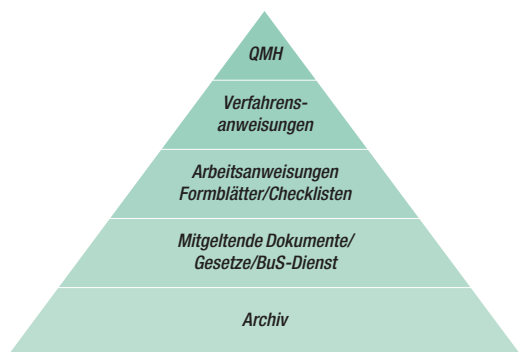 QMH
Verfahrens-
anweisungen
Arbeitsanweisungen
Formblätter/Checklisten
Mitgeltende Dokumente/
Gesetze/BuS-Dienst
Archiv